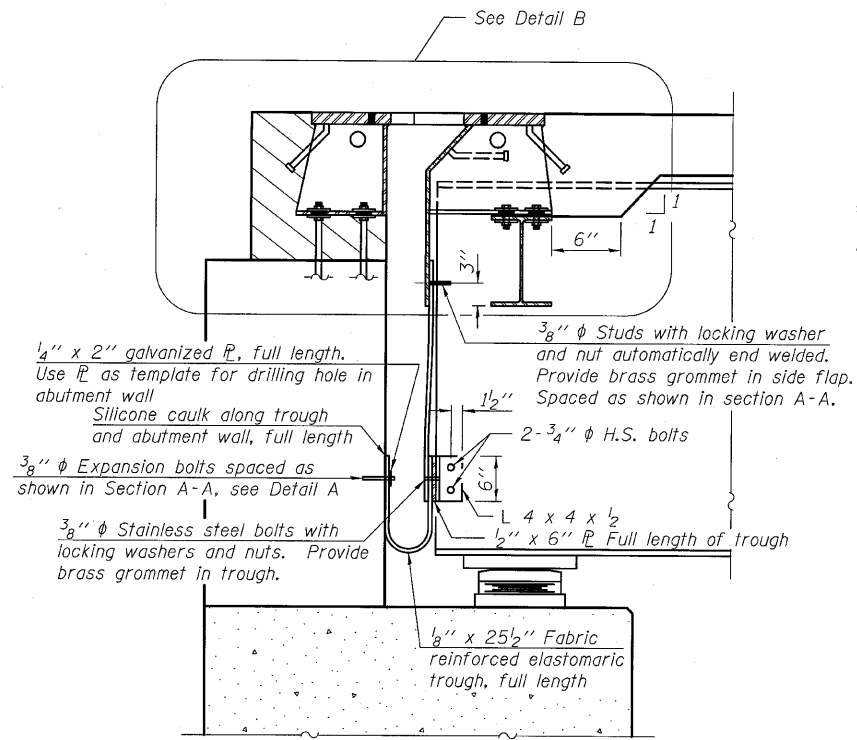 See Detail B
1
1
6"
3"
3/8" ϕ Studs with locking washer
and nut automatically end welded.
Provide brass grommet in side flap.
Spaced as shown in section A-A.
1/4" x 2" galvanized ⅊, full length.
Use ⅊ as template for drilling hole in
abutment wall
Silicone caulk along trough
and abutment wall, full length
3/8" ϕ Expansion bolts spaced as
shown in Section A-A, see Detail A
3/8" ϕ Stainless steel bolts with
locking washers and nuts. Provide
brass grommet in trough.
1 1/2"
2-3/4" ϕ H.S. bolts
6"
L 4 x 4 x 1/2
1/2" x 6" ⅊ Full length of trough
1/8" x 25 1/2" Fabric
reinforced elastomaric
trough, full length